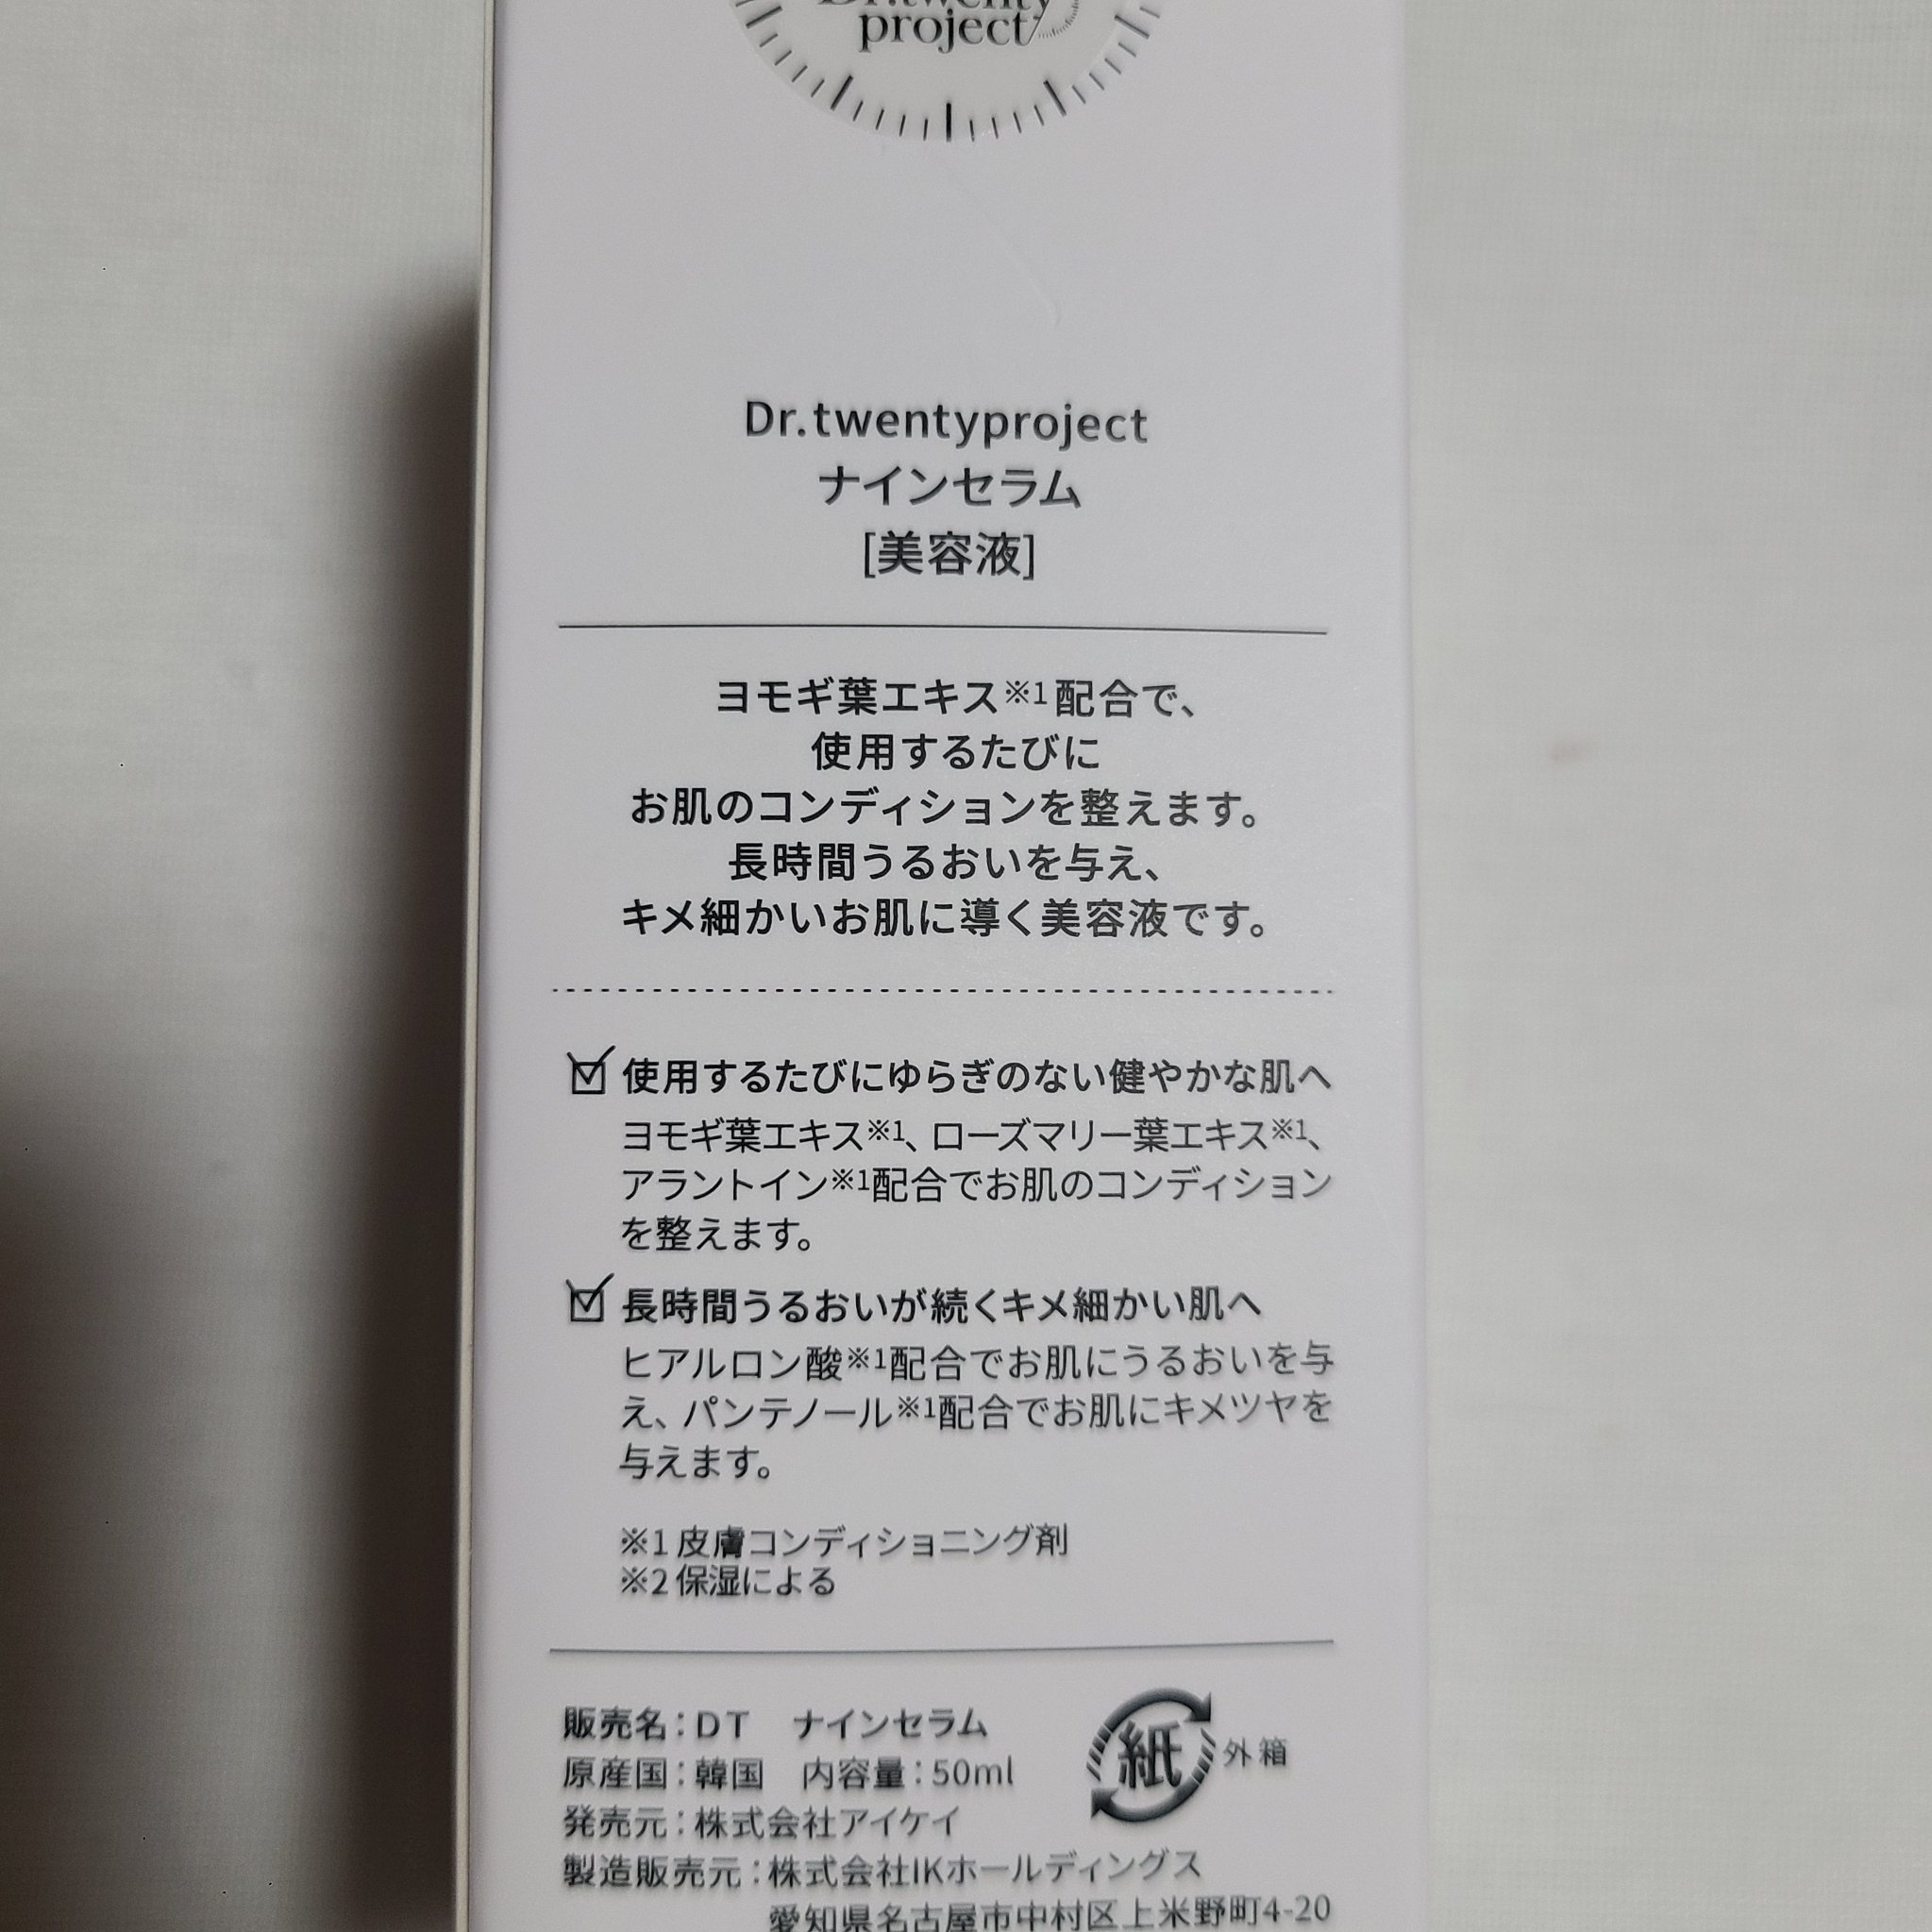 Dr.twenty
project
Dr.twentyproject
ナインセラム
[美容液]
ヨモギ葉エキス※1配合で、
使用するたびに
お肌のコンディションを整えます。
長時間うるおいを与え、
キメ細かいお肌に導く美容液です。
使用するたびにゆらぎのない健やかな肌へ
ヨモギ葉エキス※1、ローズマリー葉エキス※1、
アラントイン※1配合でお肌のコンディション
を整えます。
長時間うるおいが続くキメ細かい肌へ
ヒアルロン酸※1配合でお肌にうるおいを与
え、パンテノール※1配合でお肌にキメツヤを
与えます。
※1 皮膚コンディショニング剤
※2 保湿による
販売名：DT　ナインセラム
原産国：韓国　内容量：50ml
紙 外箱
発売元：株式会社アイケイ
製造販売元：株式会社IKホールディングス
愛知県名古屋市中村区上米野町4-20